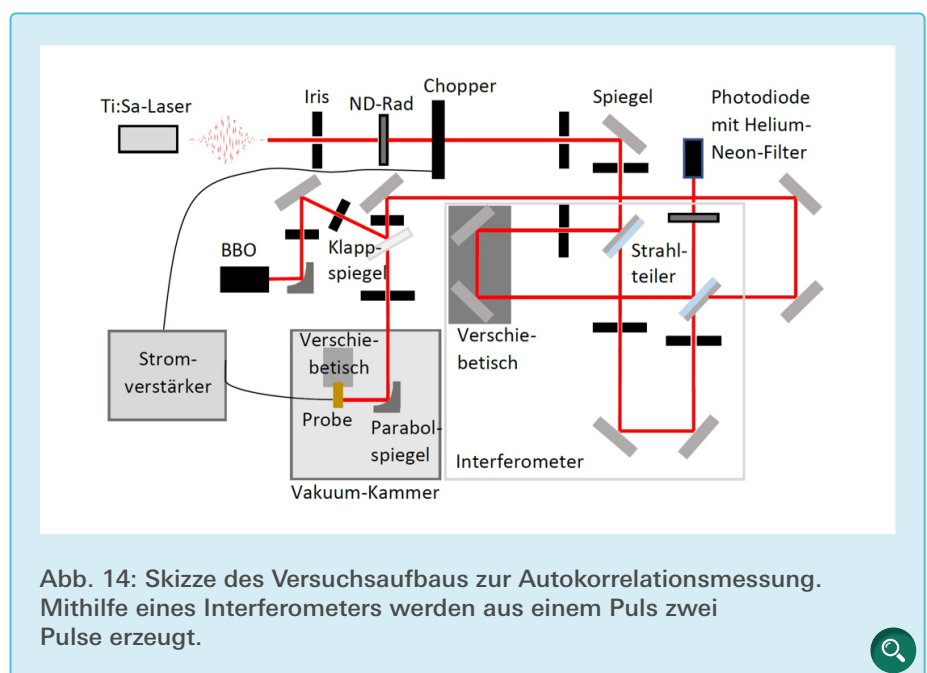 Ti:Sa-Laser
Iris
ND-Rad
Chopper
Spiegel
Photodiode
mit Helium-
Neon-Filter
BBO
Klapp-
spiegel
Strahl-
teiler
Verschie-
betisch
Strom-
verstärker
Verschie-
betisch
Probe
Parabol-
spiegel
Interferometer
Vakuum-Kammer
Abb. 14: Skizze des Versuchsaufbaus zur Autokorrelationsmessung.
Mithilfe eines Interferometers werden aus einem Puls zwei
Pulse erzeugt.